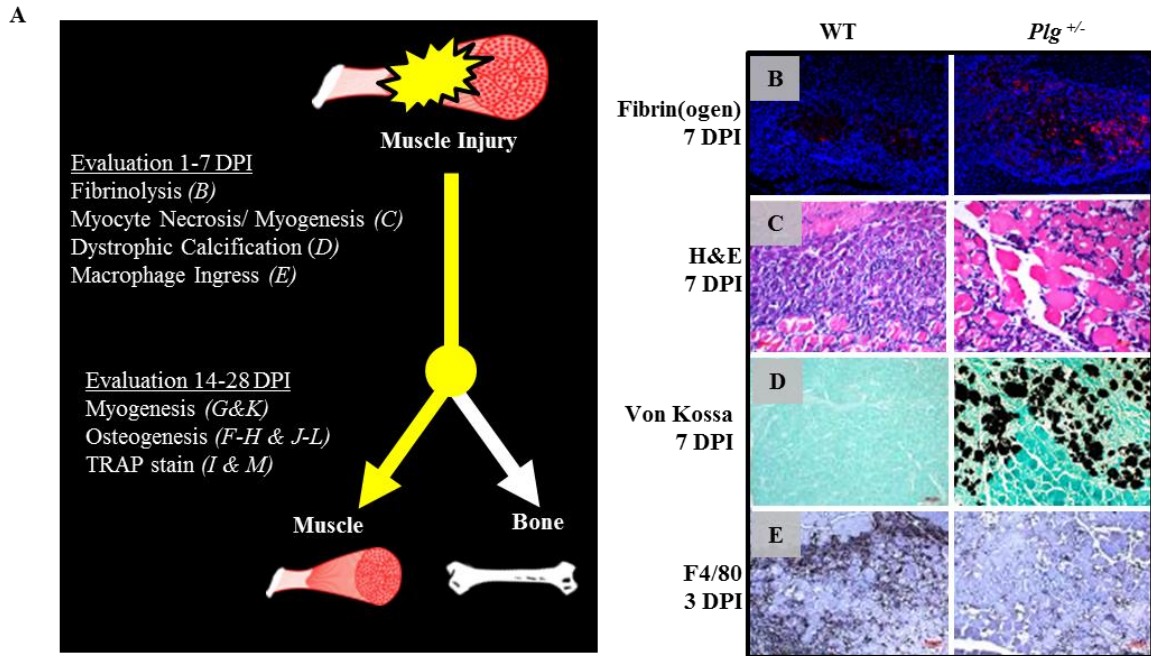 A
Muscle Injury
Evaluation 1-7 DPI
Fibrinolysis (B)
Myocyte Necrosis/ Myogenesis (C)
Dystrophic Calcification (D)
Macrophage Ingress (E)
Evaluation 14-28 DPI
Myogenesis (G&K)
Osteogenesis (F-H & J-L)
TRAP stain (I & M)
Muscle
Bone
WT
Plg +/-
Fibrin(ogen)
7 DPI
B
H&E
7 DPI
C
Von Kossa
7 DPI
D
F4/80
3 DPI
E